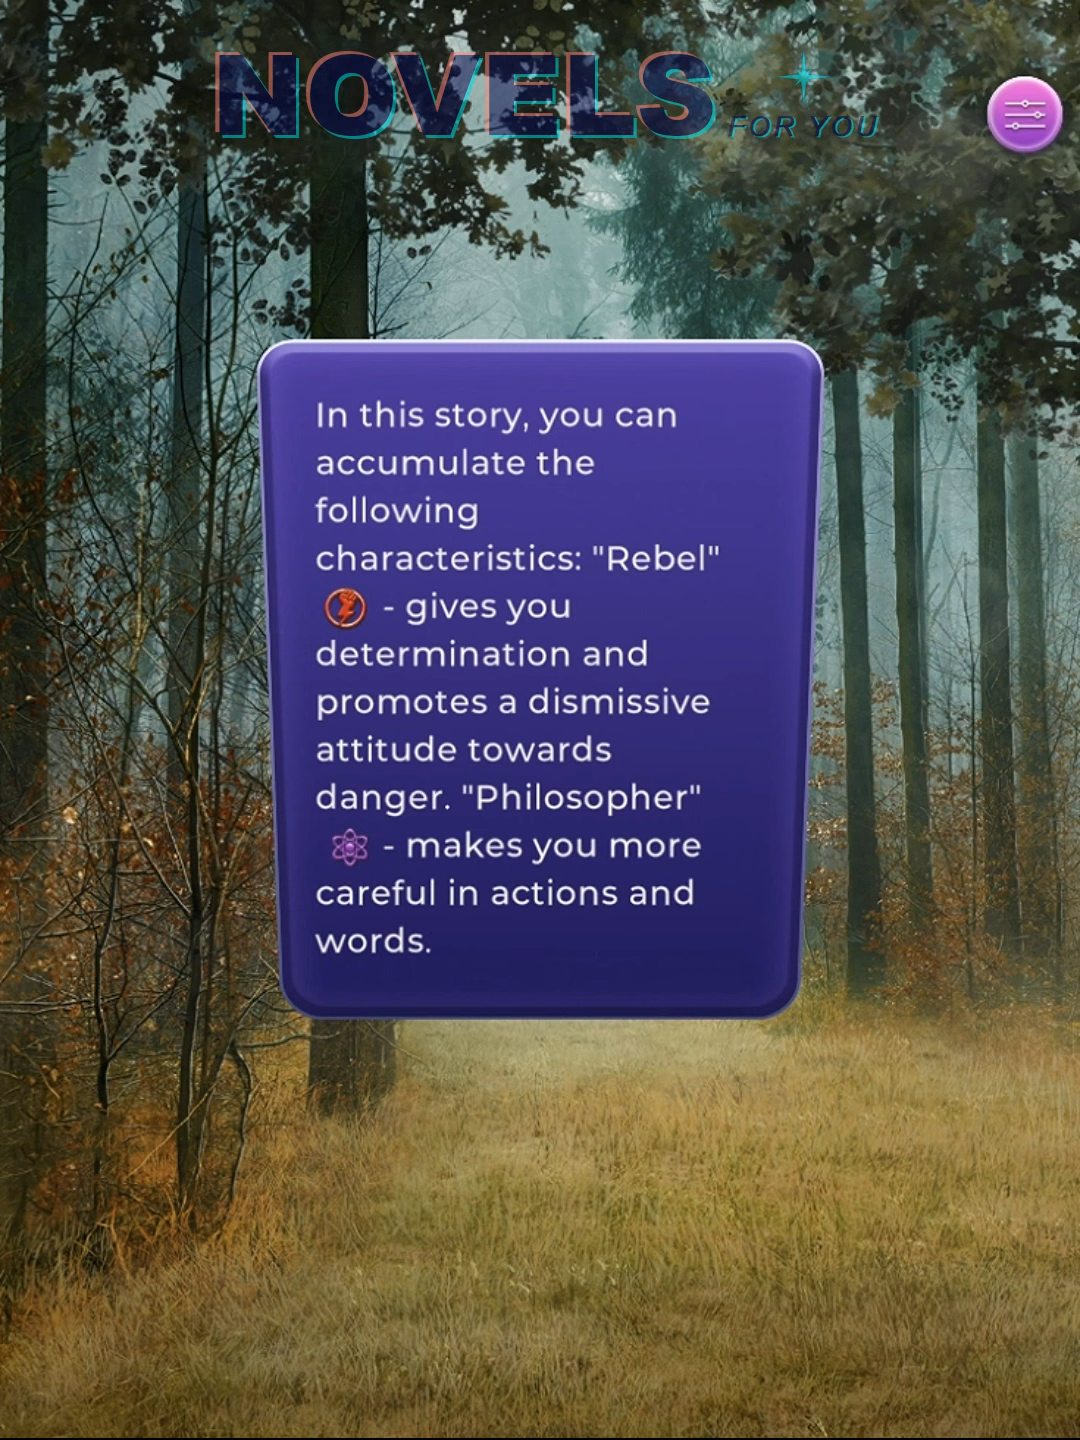 NOVELS
FOR YOU
In this story, you can
accumulate the
following
characteristics: "Rebel"
- gives you
determination and
promotes a dismissive
attitude towards
danger. "Philosopher"
- makes you more
careful in actions and
words.